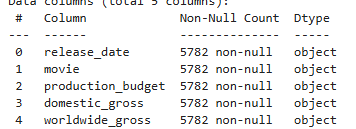 Data columns (total 5 columns):
 #   Column             Non-Null Count  Dtype
---  ------             --------------  -----
 0   release_date       5782 non-null   object
 1   movie              5782 non-null   object
 2   production_budget  5782 non-null   object
 3   domestic_gross     5782 non-null   object
 4   worldwide_gross    5782 non-null   object